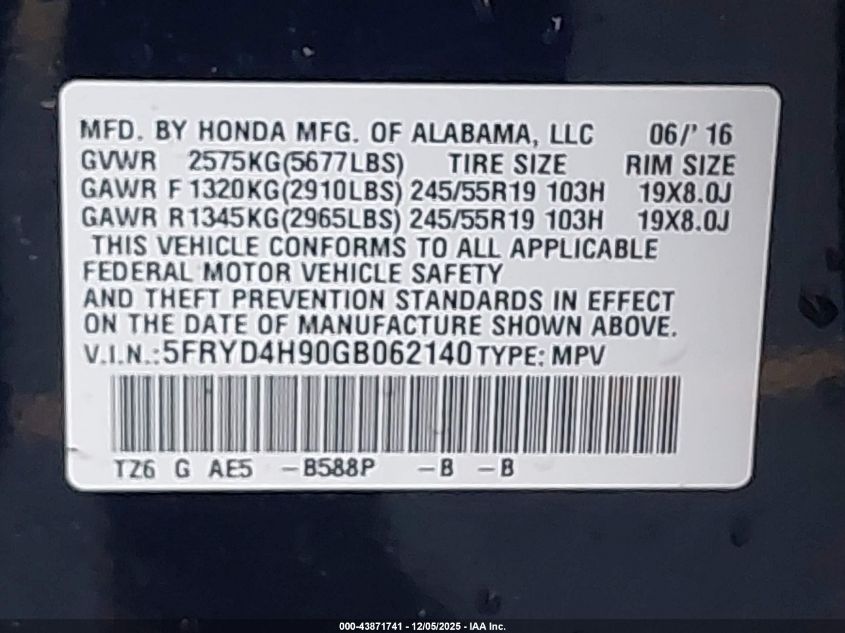 MFD. BY HONDA MFG. OF ALABAMA, LLC 06/' 16
GVWR 2575KG(5677LBS) TIRE SIZE RIM SIZE
GAWR F 1320KG(2910LBS) 245/55R19 103H 19X8.0J
GAWR R1345KG(2965LBS) 245/55R19 103H 19X8.0J
THIS VEHICLE CONFORMS TO ALL APPLICABLE
FEDERAL MOTOR VEHICLE SAFETY
AND THEFT PREVENTION STANDARDS IN EFFECT
ON THE DATE OF MANUFACTURE SHOWN ABOVE.
V.I.N.:5FRYD4H90GB062140 TYPE: MPV
TZ6 G AE5 -B588P -B -B
000-43871741 - 12/05/2025 - IAA Inc.